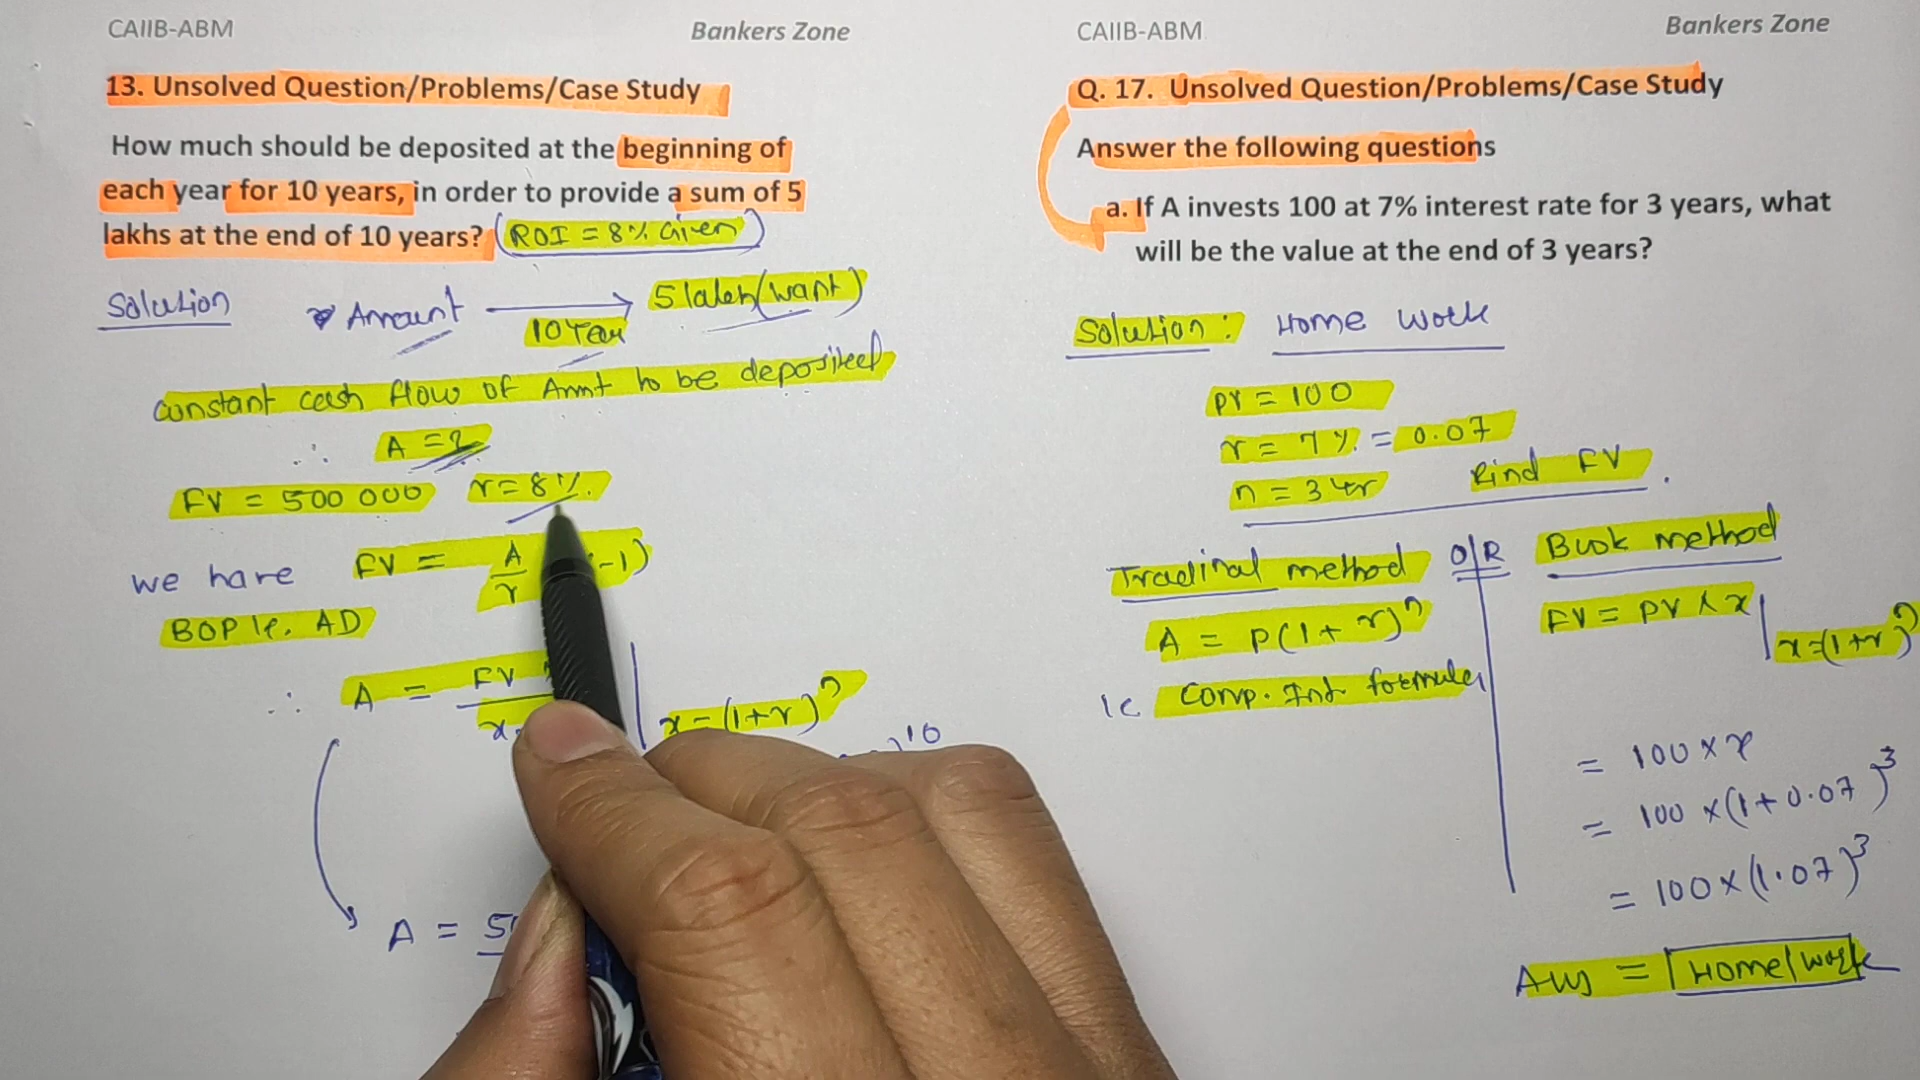 CAIIB-ABM
Bankers Zone
13. Unsolved Question/Problems/Case Study
How much should be deposited at the beginning of
each year for 10 years, in order to provide a sum of 5
lakhs at the end of 10 years? (ROI = 8% Given)
Solution
Amount → 5 lakh (want)
10 Year
constant cash flow of Amnt to be deposited
∴ A = ?
FV = 500 000 r = 8%.
we have FV = A/r -1)
BOP ie. AD
∴ A = FV
x = (1+r)^n
)^10
A = 5
CAIIB-ABM
Bankers Zone
Q. 17. Unsolved Question/Problems/Case Study
Answer the following questions
a. If A invests 100 at 7% interest rate for 3 years, what
will be the value at the end of 3 years?
Solution: Home work
PV = 100
r = 7% = 0.07
n = 3 yr find FV.
Tradinal method O/R Book method
A = P(1+r)^n
ie Comp. Int formula
FV = PV × x | x=(1+r)^n
= 100 × x
= 100 × (1+0.07)^3
= 100 × (1.07)^3
Ans = Home/work